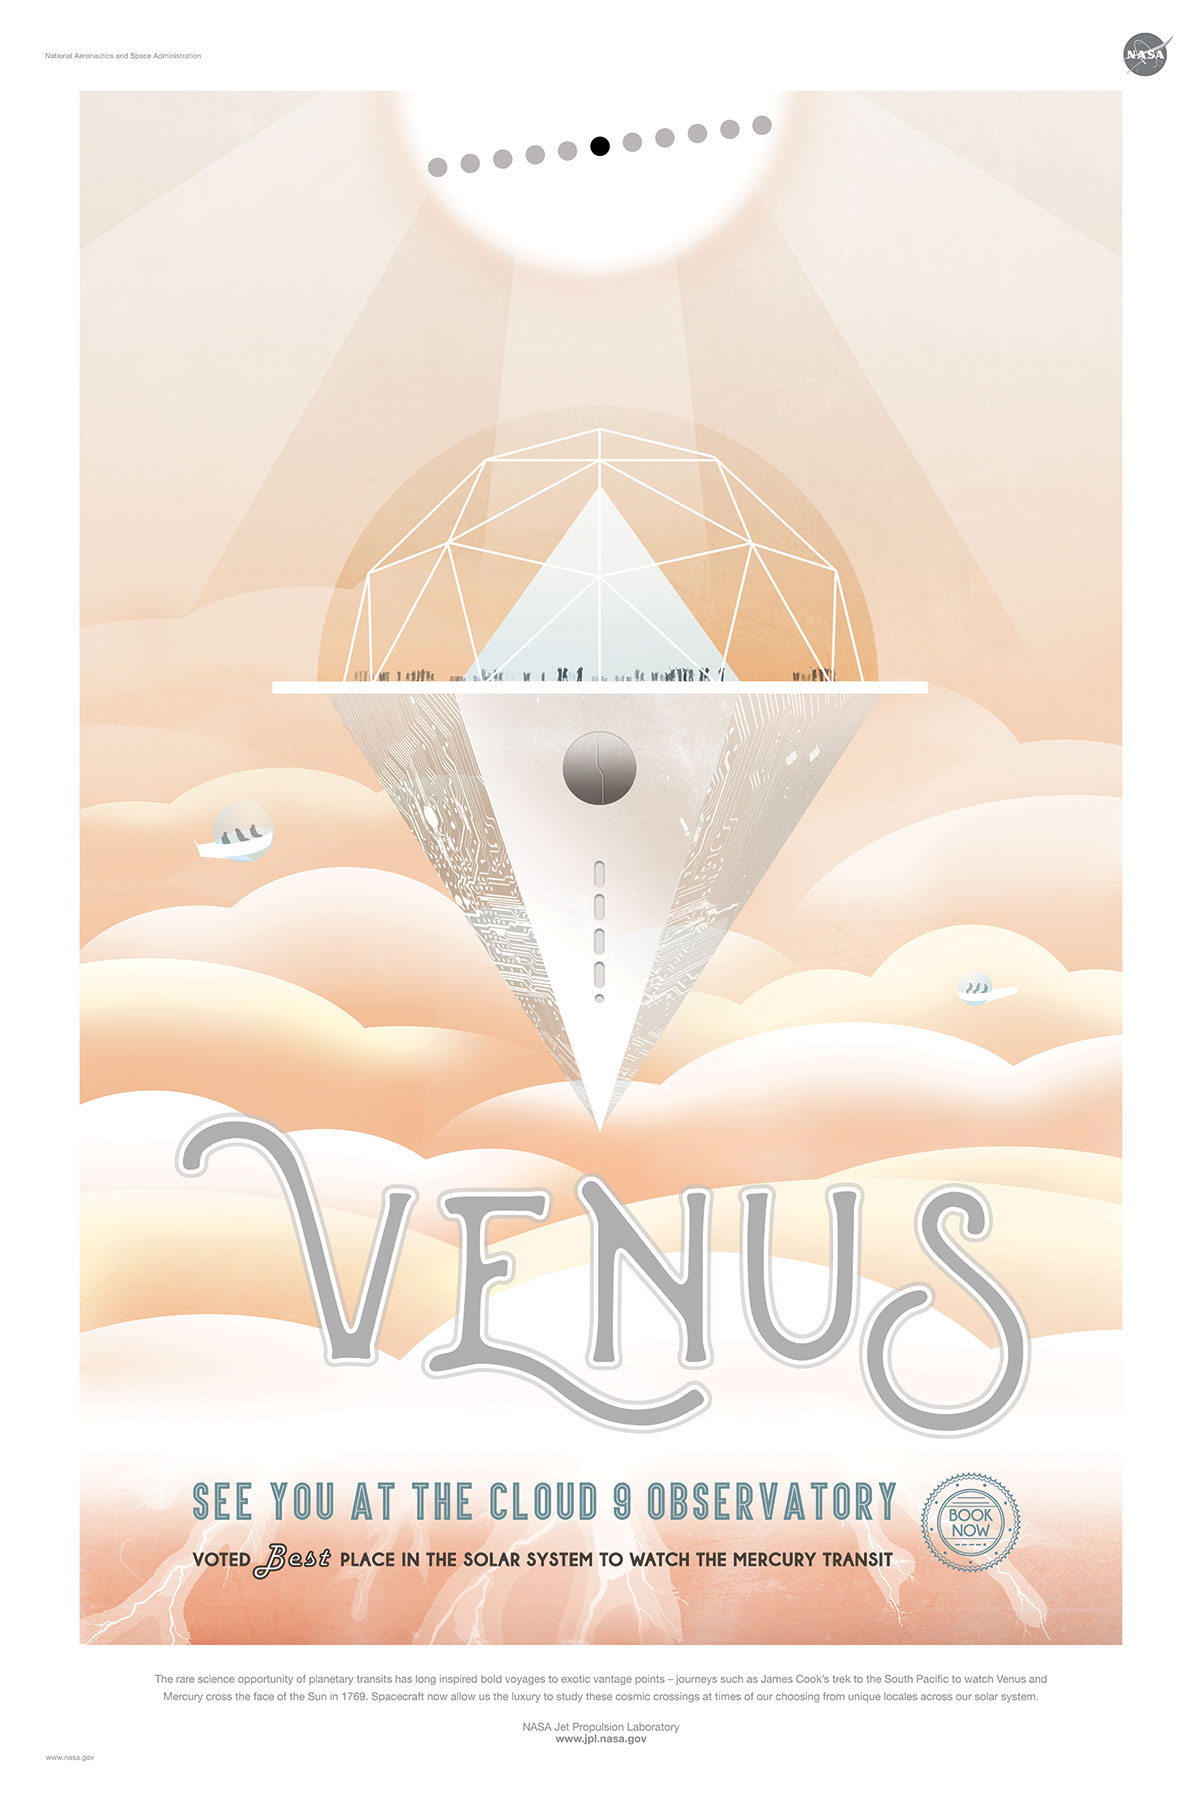 National Aeronautics and Space Administration
NASA
VENUS
SEE YOU AT THE CLOUD 9 OBSERVATORY
VOTED Best PLACE IN THE SOLAR SYSTEM TO WATCH THE MERCURY TRANSIT
BOOK
NOW
The rare science opportunity of planetary transits has long inspired bold voyages to exotic vantage points – journeys such as James Cook's trek to the South Pacific to watch Venus and
Mercury cross the face of the Sun in 1769. Spacecraft now allow us the luxury to study these cosmic crossings at times of our choosing from unique locales across our solar system.
NASA Jet Propulsion Laboratory
www.jpl.nasa.gov
www.nasa.gov